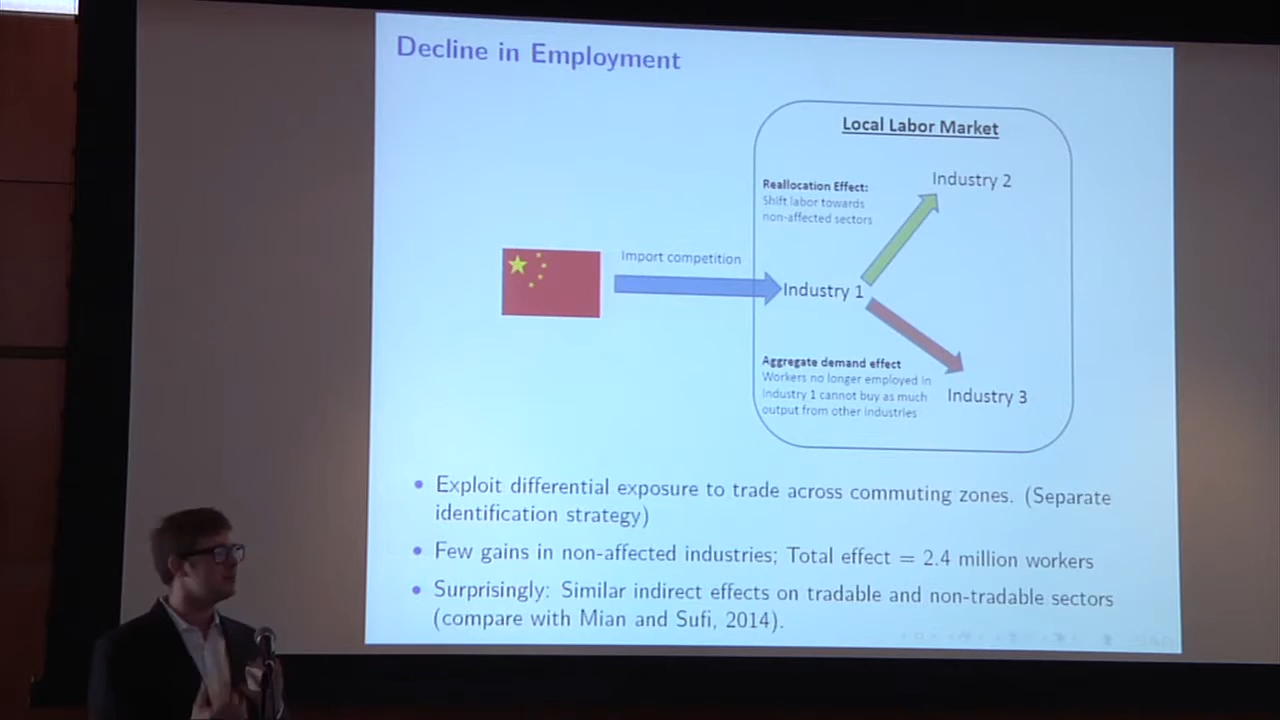 Decline in Employment
Local Labor Market
Industry 2
Reallocation Effect:
Shift labor towards
non-affected sectors
Import competition
Industry 1
Aggregate demand effect
Workers no longer employed in
Industry 1 cannot buy as much
output from other industries
Industry 3
• Exploit differential exposure to trade across commuting zones. (Separate
identification strategy)
• Few gains in non-affected industries; Total effect = 2.4 million workers
• Surprisingly: Similar indirect effects on tradable and non-tradable sectors
(compare with Mian and Sufi, 2014).